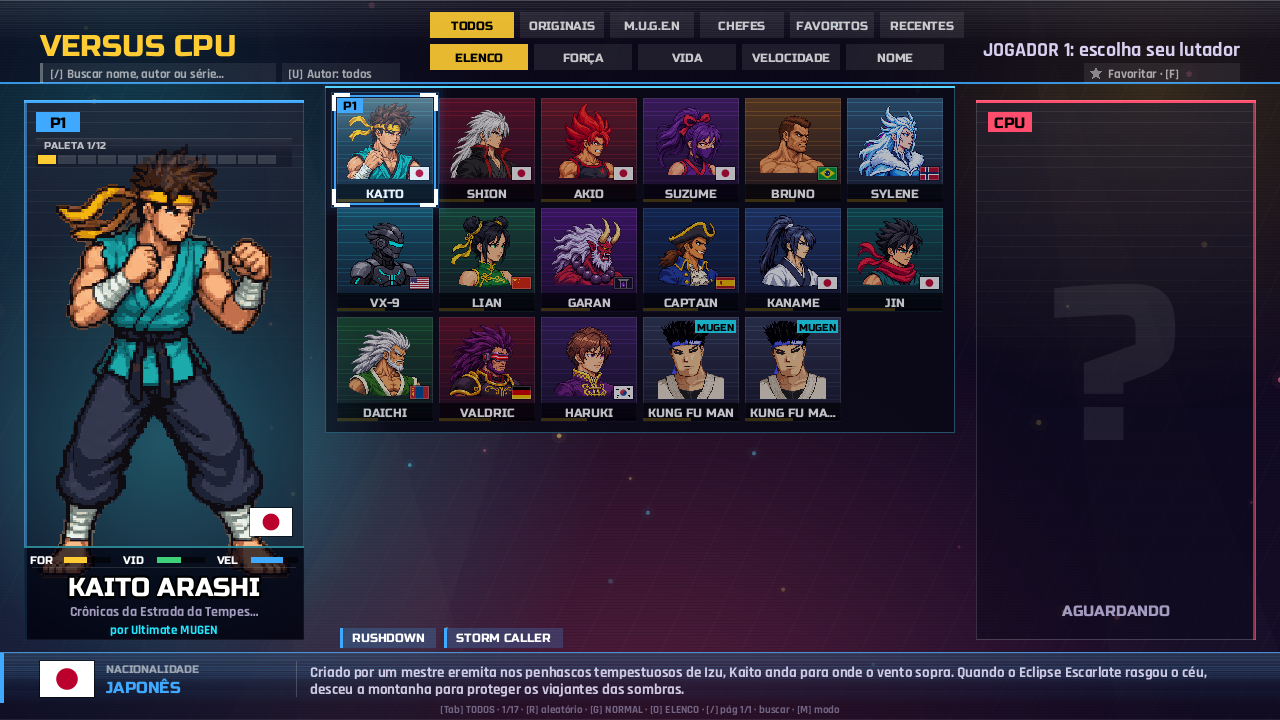 VERSUS CPU
[/] Buscar nome, autor ou série...
[U] Autor: todos
TODOS
ORIGINAIS
M.U.G.E.N
CHEFES
FAVORITOS
RECENTES
ELENCO
FORÇA
VIDA
VELOCIDADE
NOME
JOGADOR 1: escolha seu lutador
Favoritar · [F]
P1
PALETA 1/12
P1
KAITO
SHION
AKIO
SUZUME
BRUNO
SYLENE
VX-9
LIAN
GARAN
CAPTAIN
KANAME
JIN
MUGEN
MUGEN
DAICHI
VALDRIC
HARUKI
KUNG FU MAN
KUNG FU MA...
CPU
?
AGUARDANDO
FOR
VID
VEL
KAITO ARASHI
Crônicas da Estrada da Tempes...
por Ultimate MUGEN
RUSHDOWN
STORM CALLER
NACIONALIDADE
JAPONÊS
Criado por um mestre eremita nos penhascos tempestuosos de Izu, Kaito anda para onde o vento sopra. Quando o Eclipse Escarlate rasgou o céu,
desceu a montanha para proteger os viajantes das sombras.
[Tab] TODOS · 1/17 · [R] aleatório · [G] NORMAL · [O] ELENCO · [/] pág 1/1 · buscar · [M] modo